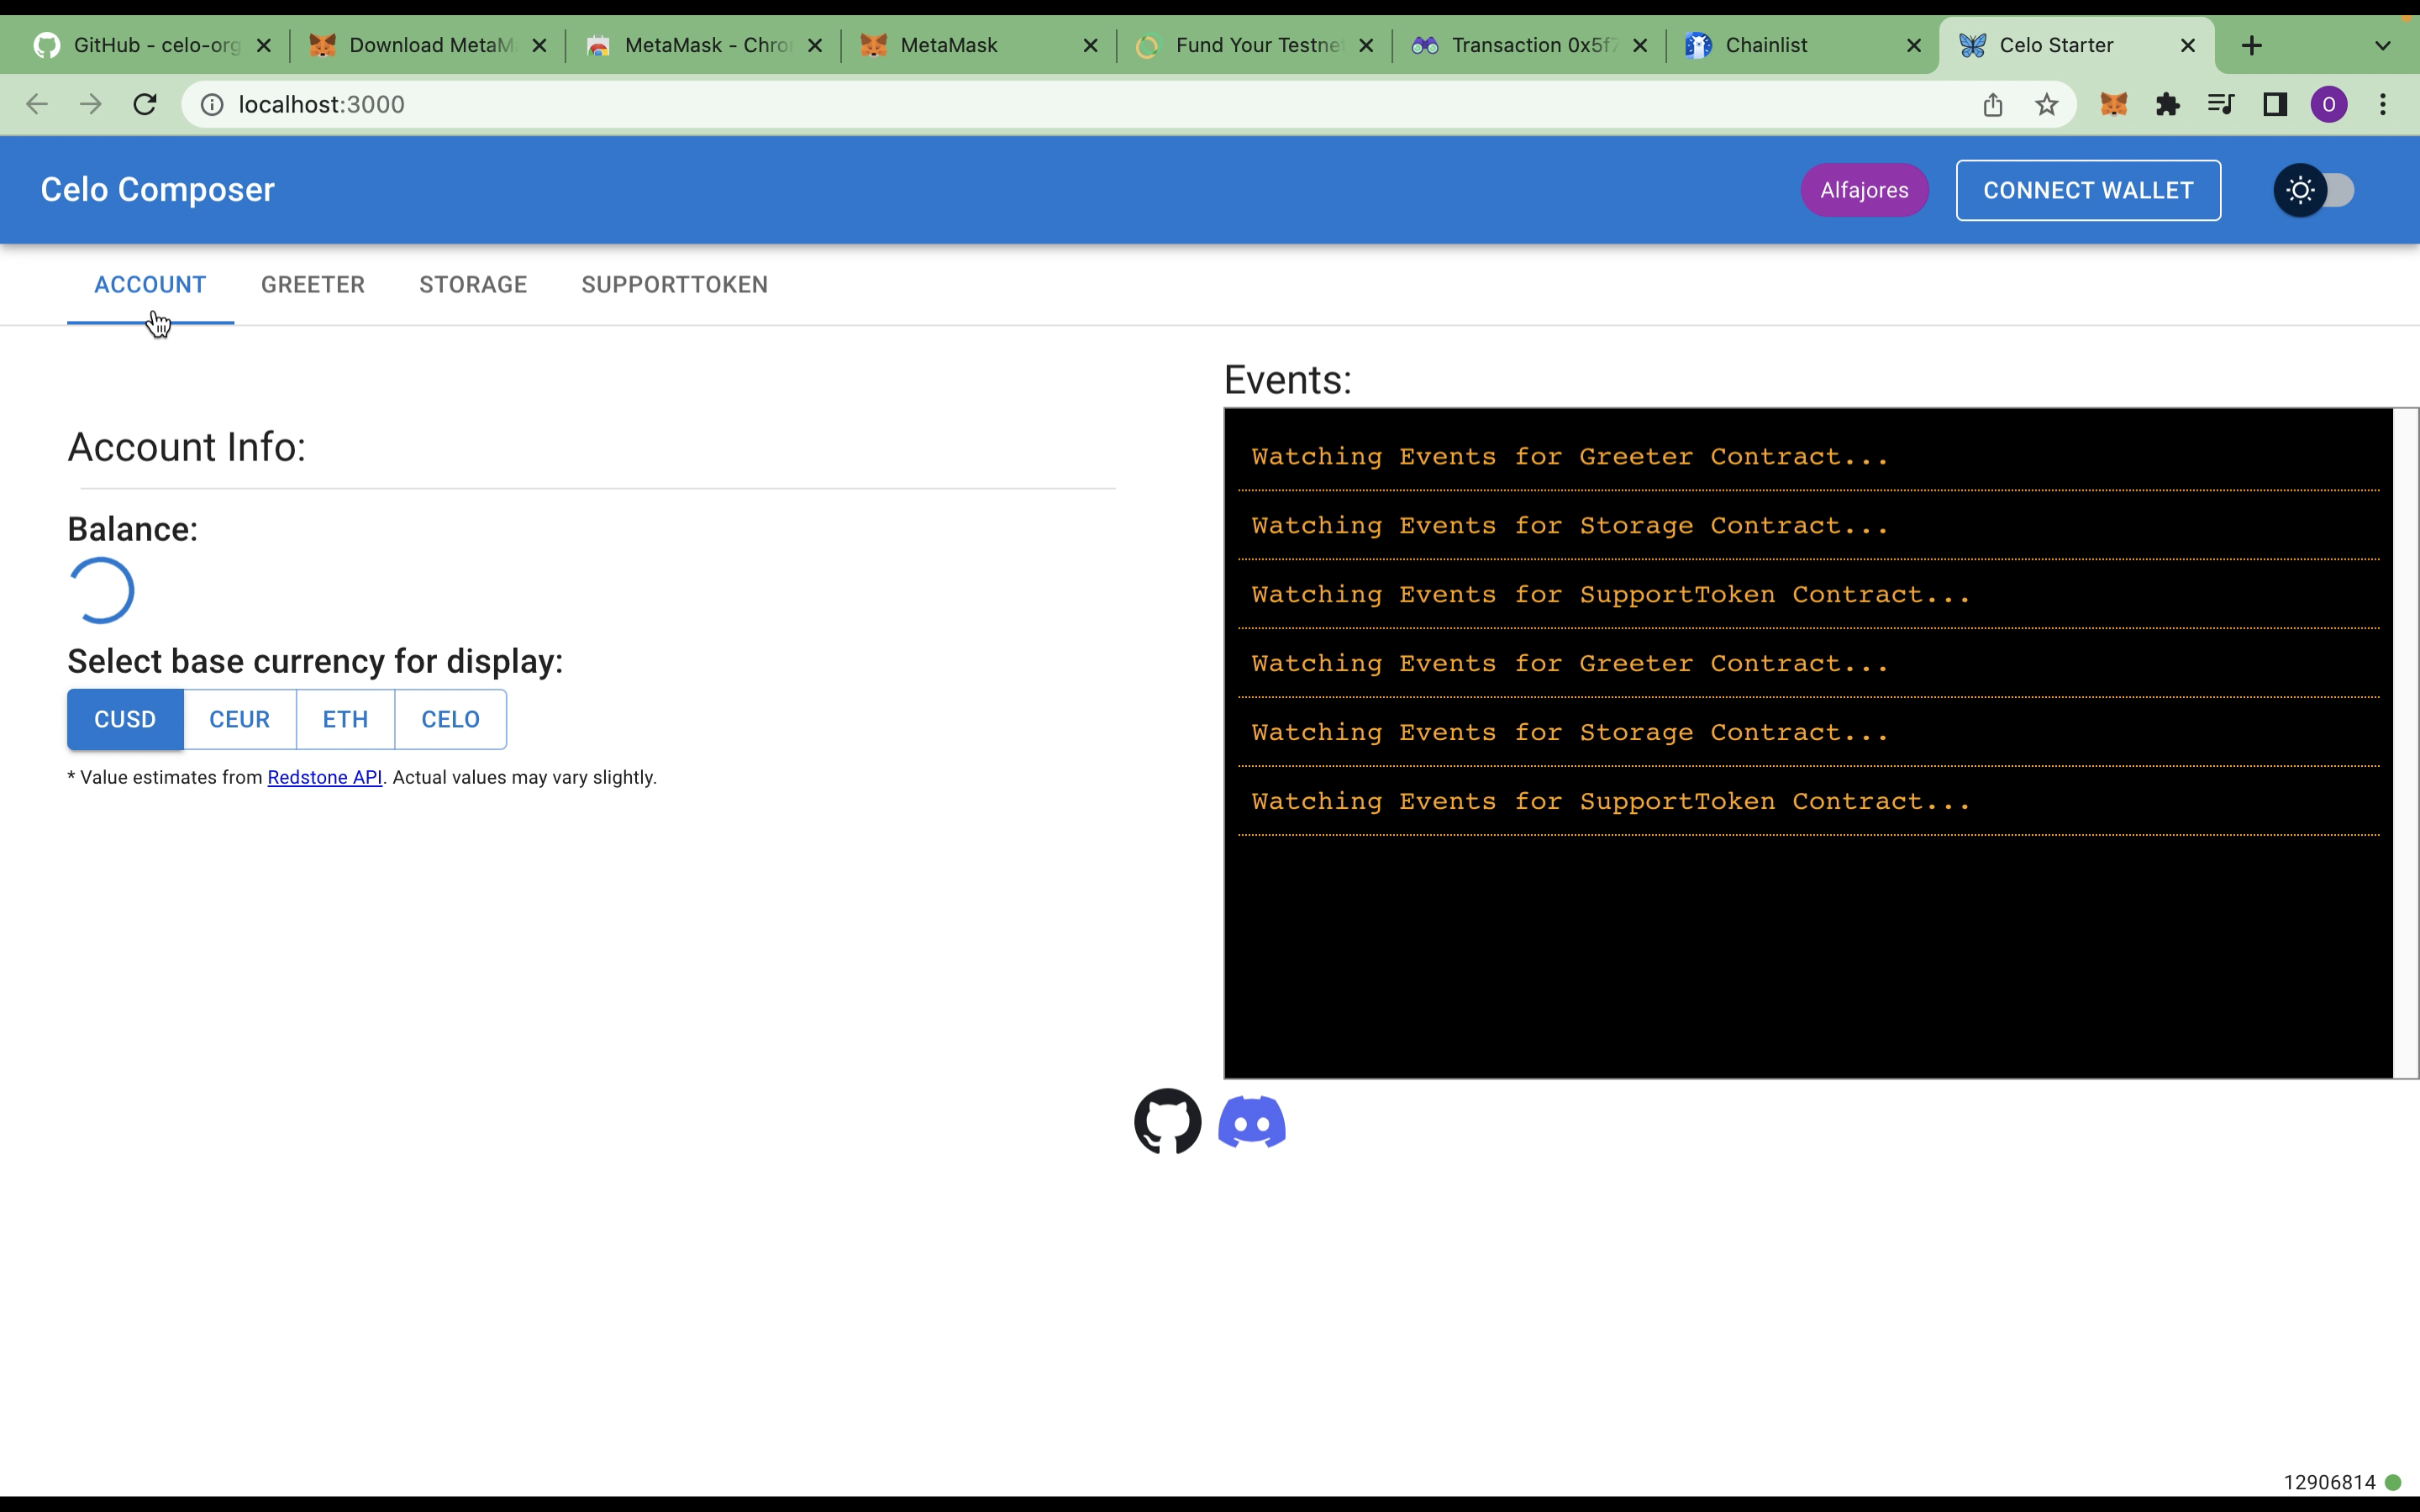 GitHub - celo-org
Download MetaM
MetaMask - Chro
MetaMask
Fund Your Testne
Transaction 0x5f7
Chainlist
Celo Starter
localhost:3000
O
Celo Composer
Alfajores
CONNECT WALLET
ACCOUNT
GREETER
STORAGE
SUPPORTTOKEN
Account Info:
Balance:
Select base currency for display:
CUSD
CEUR
ETH
CELO
* Value estimates from Redstone API. Actual values may vary slightly.
Events:
Watching Events for Greeter Contract...
Watching Events for Storage Contract...
Watching Events for SupportToken Contract...
Watching Events for Greeter Contract...
Watching Events for Storage Contract...
Watching Events for SupportToken Contract...
12906814